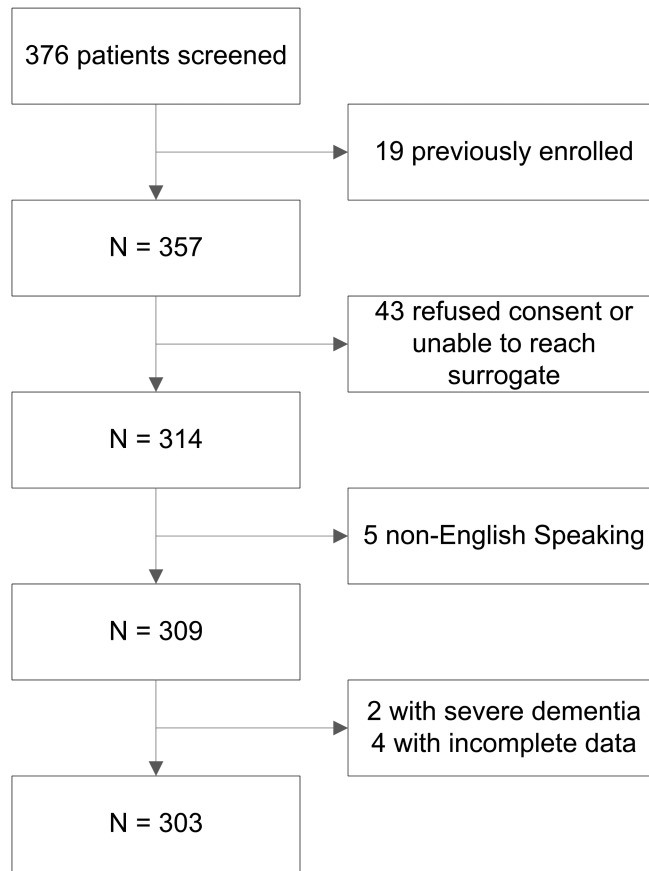 376 patients screened
19 previously enrolled
N = 357
43 refused consent or
unable to reach
surrogate
N = 314
5 non-English Speaking
N = 309
2 with severe dementia
4 with incomplete data
N = 303